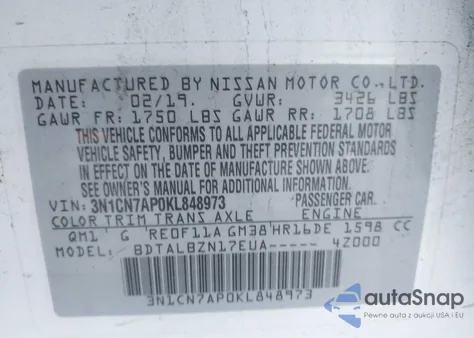 MANUFACTURED BY NISSAN MOTOR CO., LTD.
DATE: 02/19. GVWR: 3426 LBS
GAWR FR: 1750 LBS GAWR RR: 1708 LBS
THIS VEHICLE CONFORMS TO ALL APPLICABLE FEDERAL MOTOR
VEHICLE SAFETY, BUMPER AND THEFT PREVENTION STANDARDS
IN EFFECT ON THE DATE OF MANUFACTURE SHOWN ABOVE.
SEE OWNER'S MANUAL FOR ADDITIONAL INFORMATION.
VIN: 3N1CN7AP0KL848973 PASSENGER CAR
COLOR TRIM TRANS AXLE ENGINE
QM1 G RE0F11A GM38 HR16DE 1598 CC
MODEL: BDTALBZN17EUA----- 4Z000
3N1CN7AP0KL848973
autaSnap
Pewne auta z USA i EU